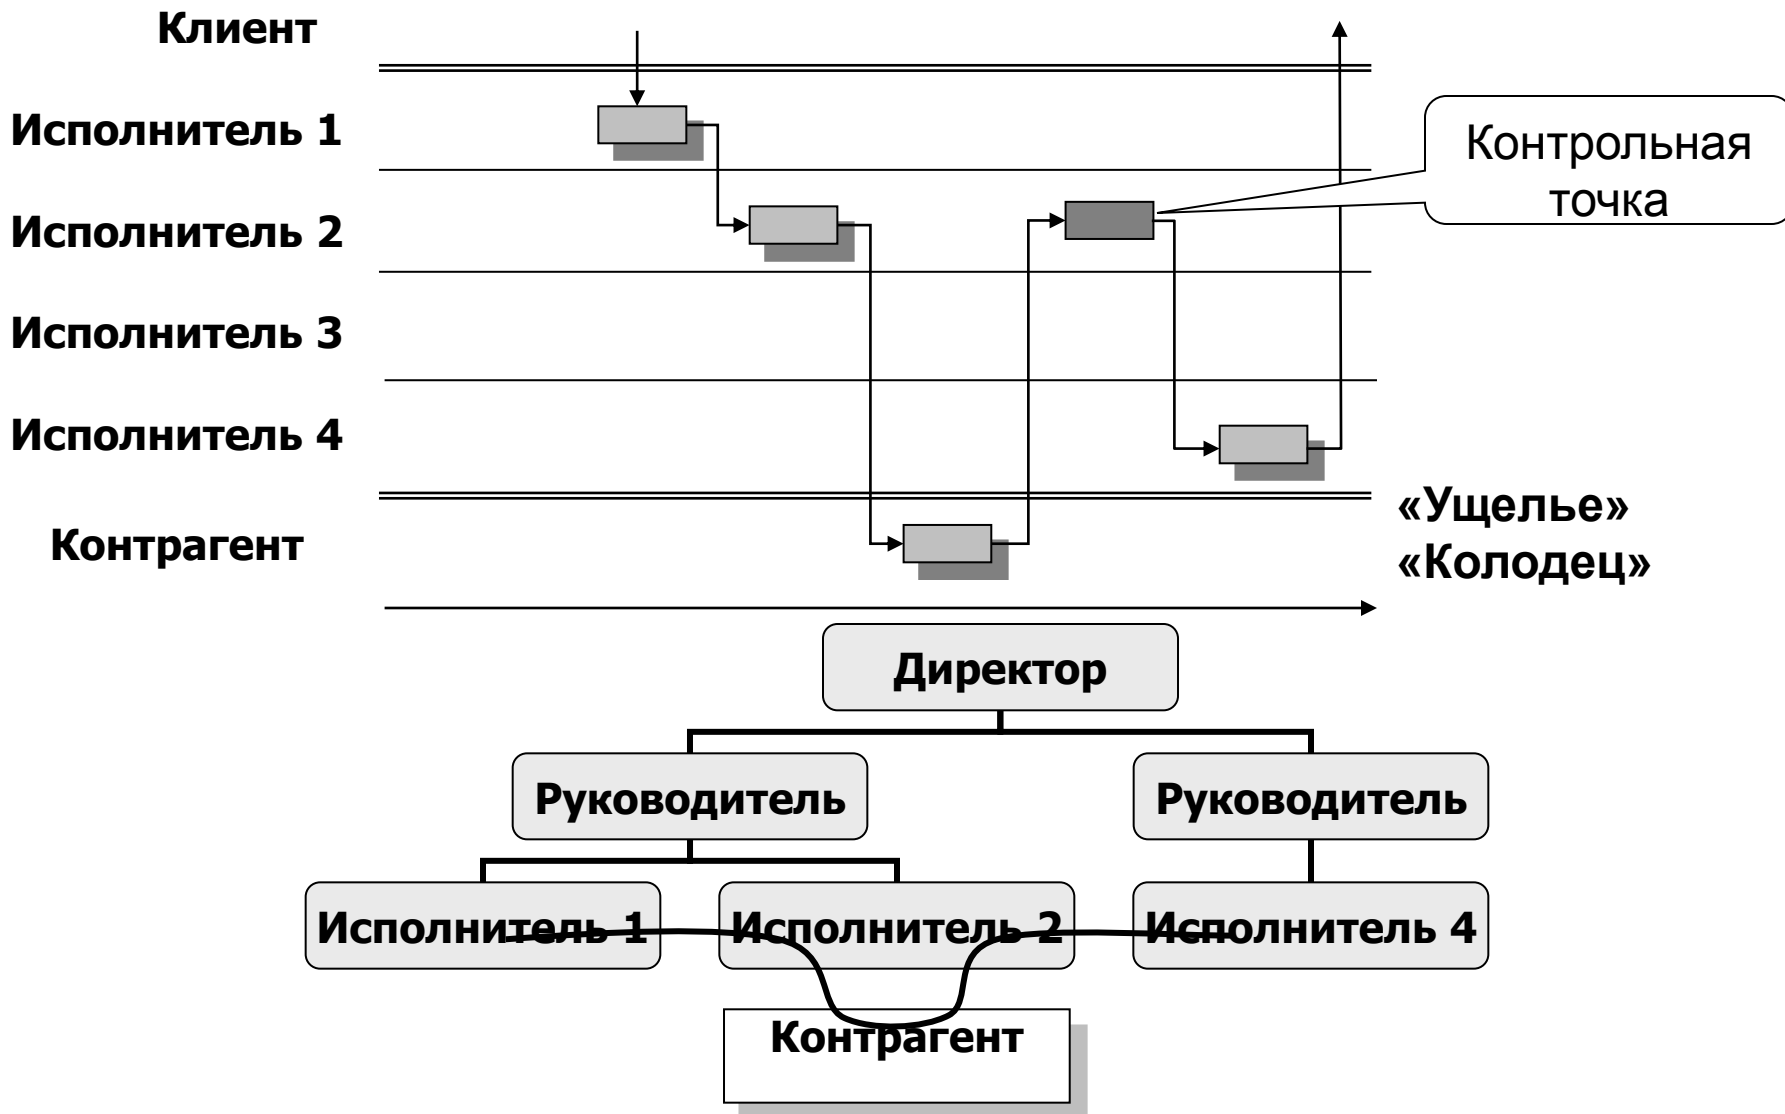 Клиент
Исполнитель 1
Контрольная
точка
Исполнитель 2
Исполнитель 3
Исполнитель 4
«Ущелье»
Контрагент
«Колодец»
Директор
Руководитель
Руководитель
Исполнитель 1
Исполнитель 2
Исполнитель 4
Контрагент